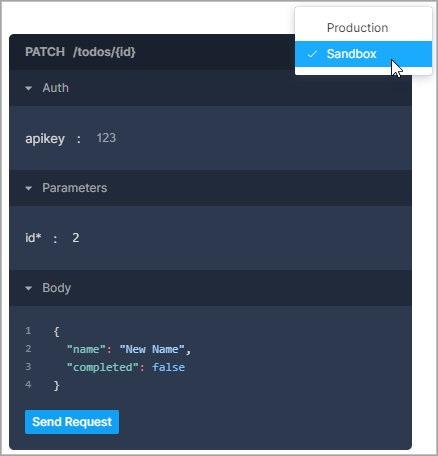 Production
Sandbox
PATCH /todos/{id}
Auth
apikey : 123
Parameters
id* : 2
Body
1 {
2 "name": "New Name",
3 "completed": false
4 }
Send Request